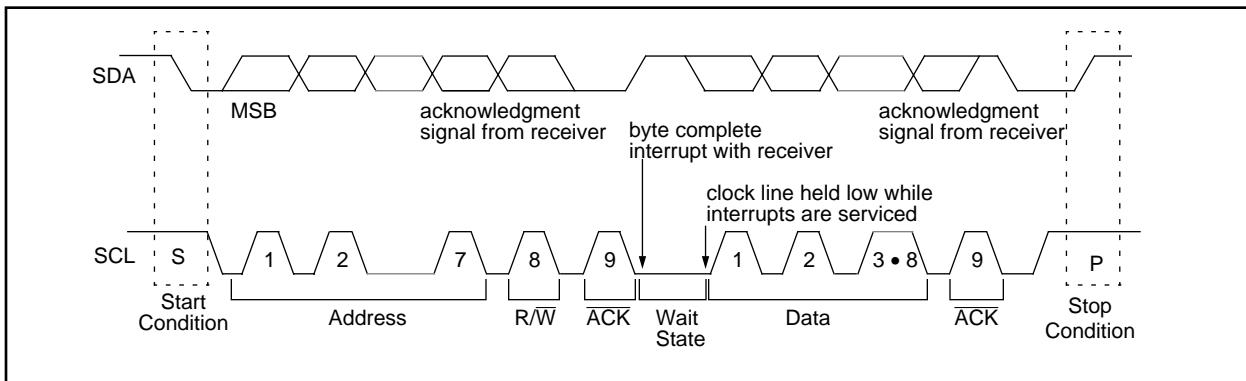 SDA
MSB
acknowledgment
signal from receiver
acknowledgment
signal from receiver
byte complete
interrupt with receiver
clock line held low while
interrupts are serviced
SCL
S
1
2
7
8
9
1
2
3 • 8
9
P
Start
Condition
Address
R/W̅
A̅C̅K̅
Wait
State
Data
A̅C̅K̅
Stop
Condition